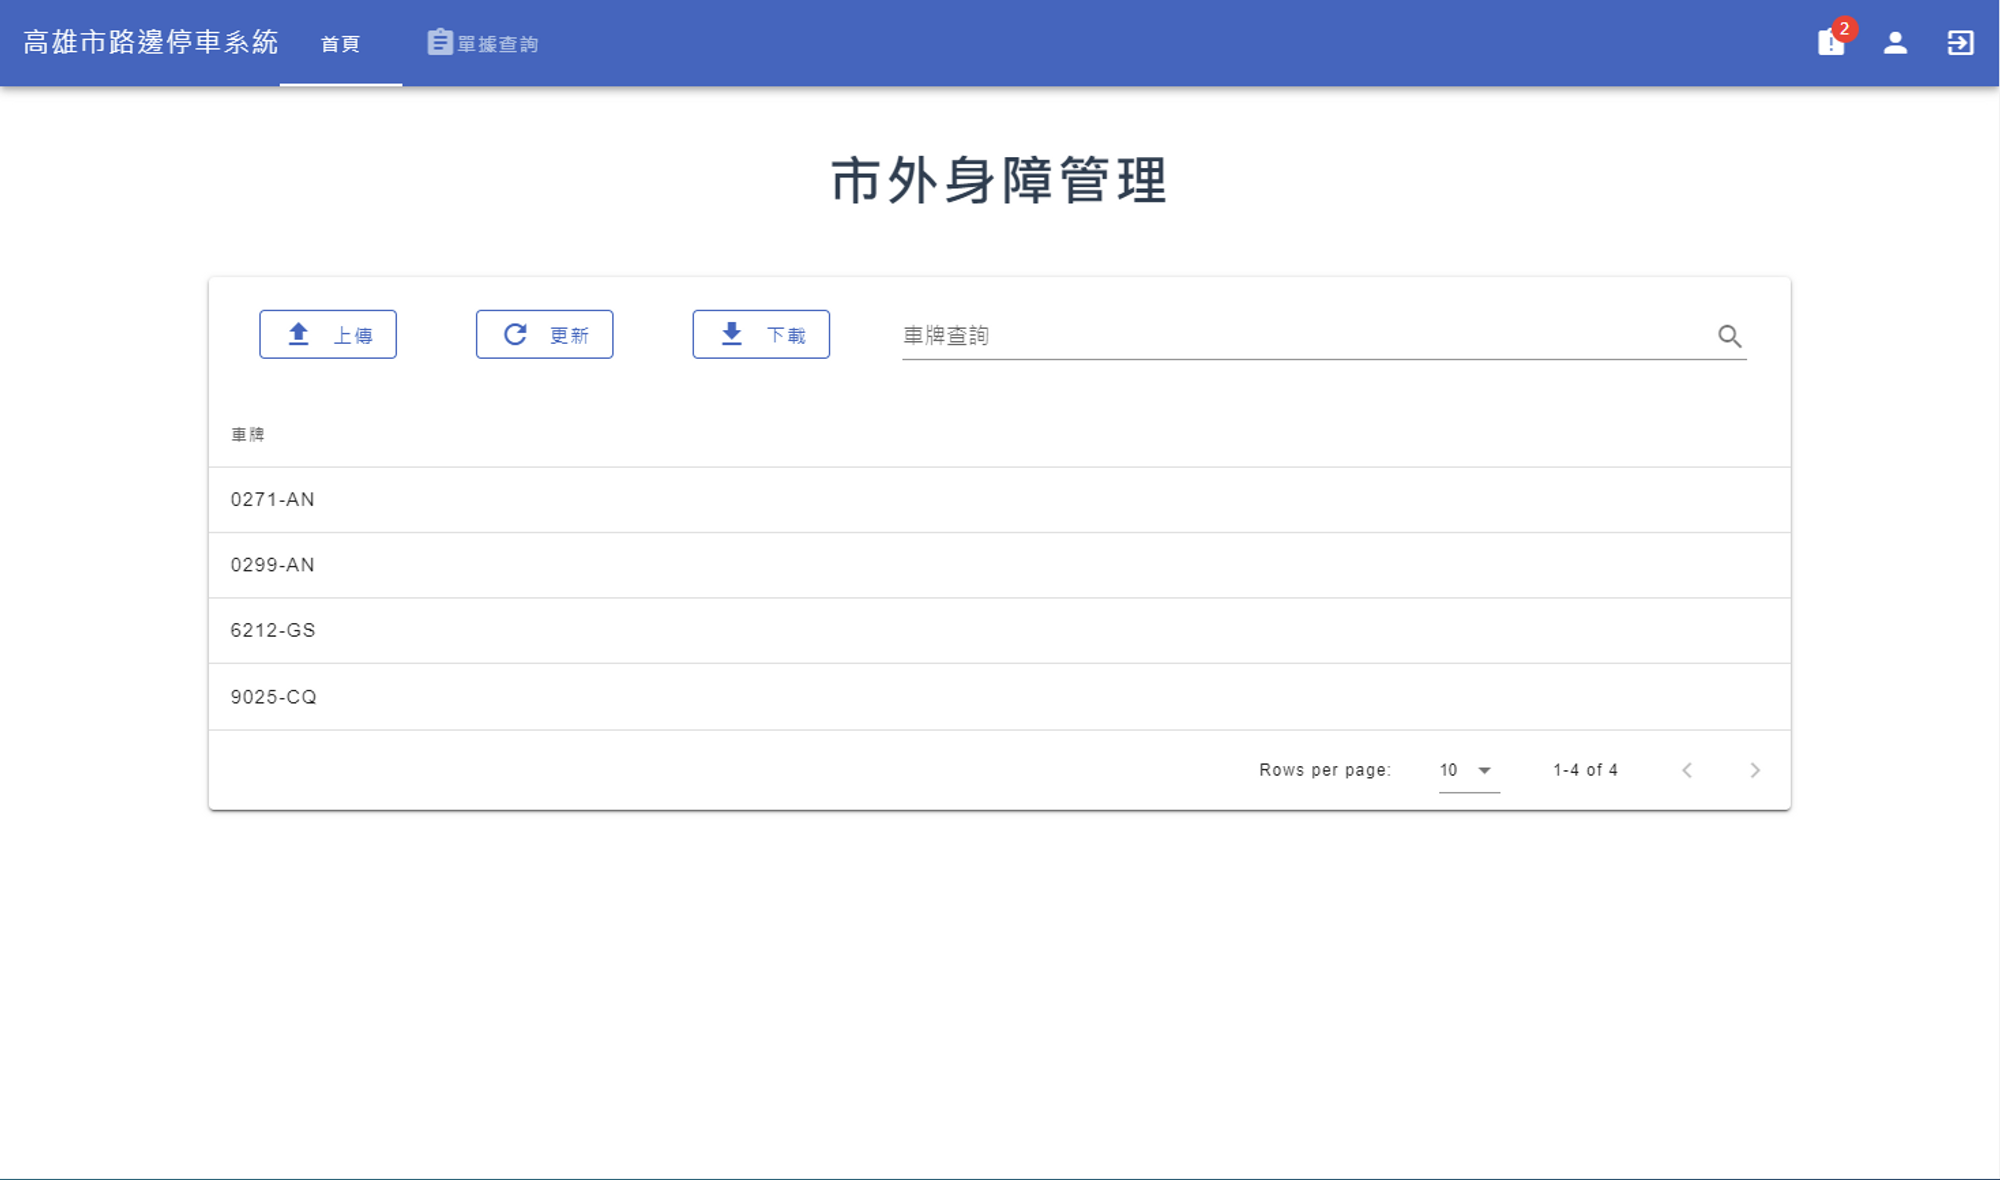 高雄市路邊停車系統
首頁
單據查詢
2
市外身障管理
上傳
更新
下載
車牌查詢
車牌
0271-AN
0299-AN
6212-GS
9025-CQ
Rows per page: 10 1-4 of 4